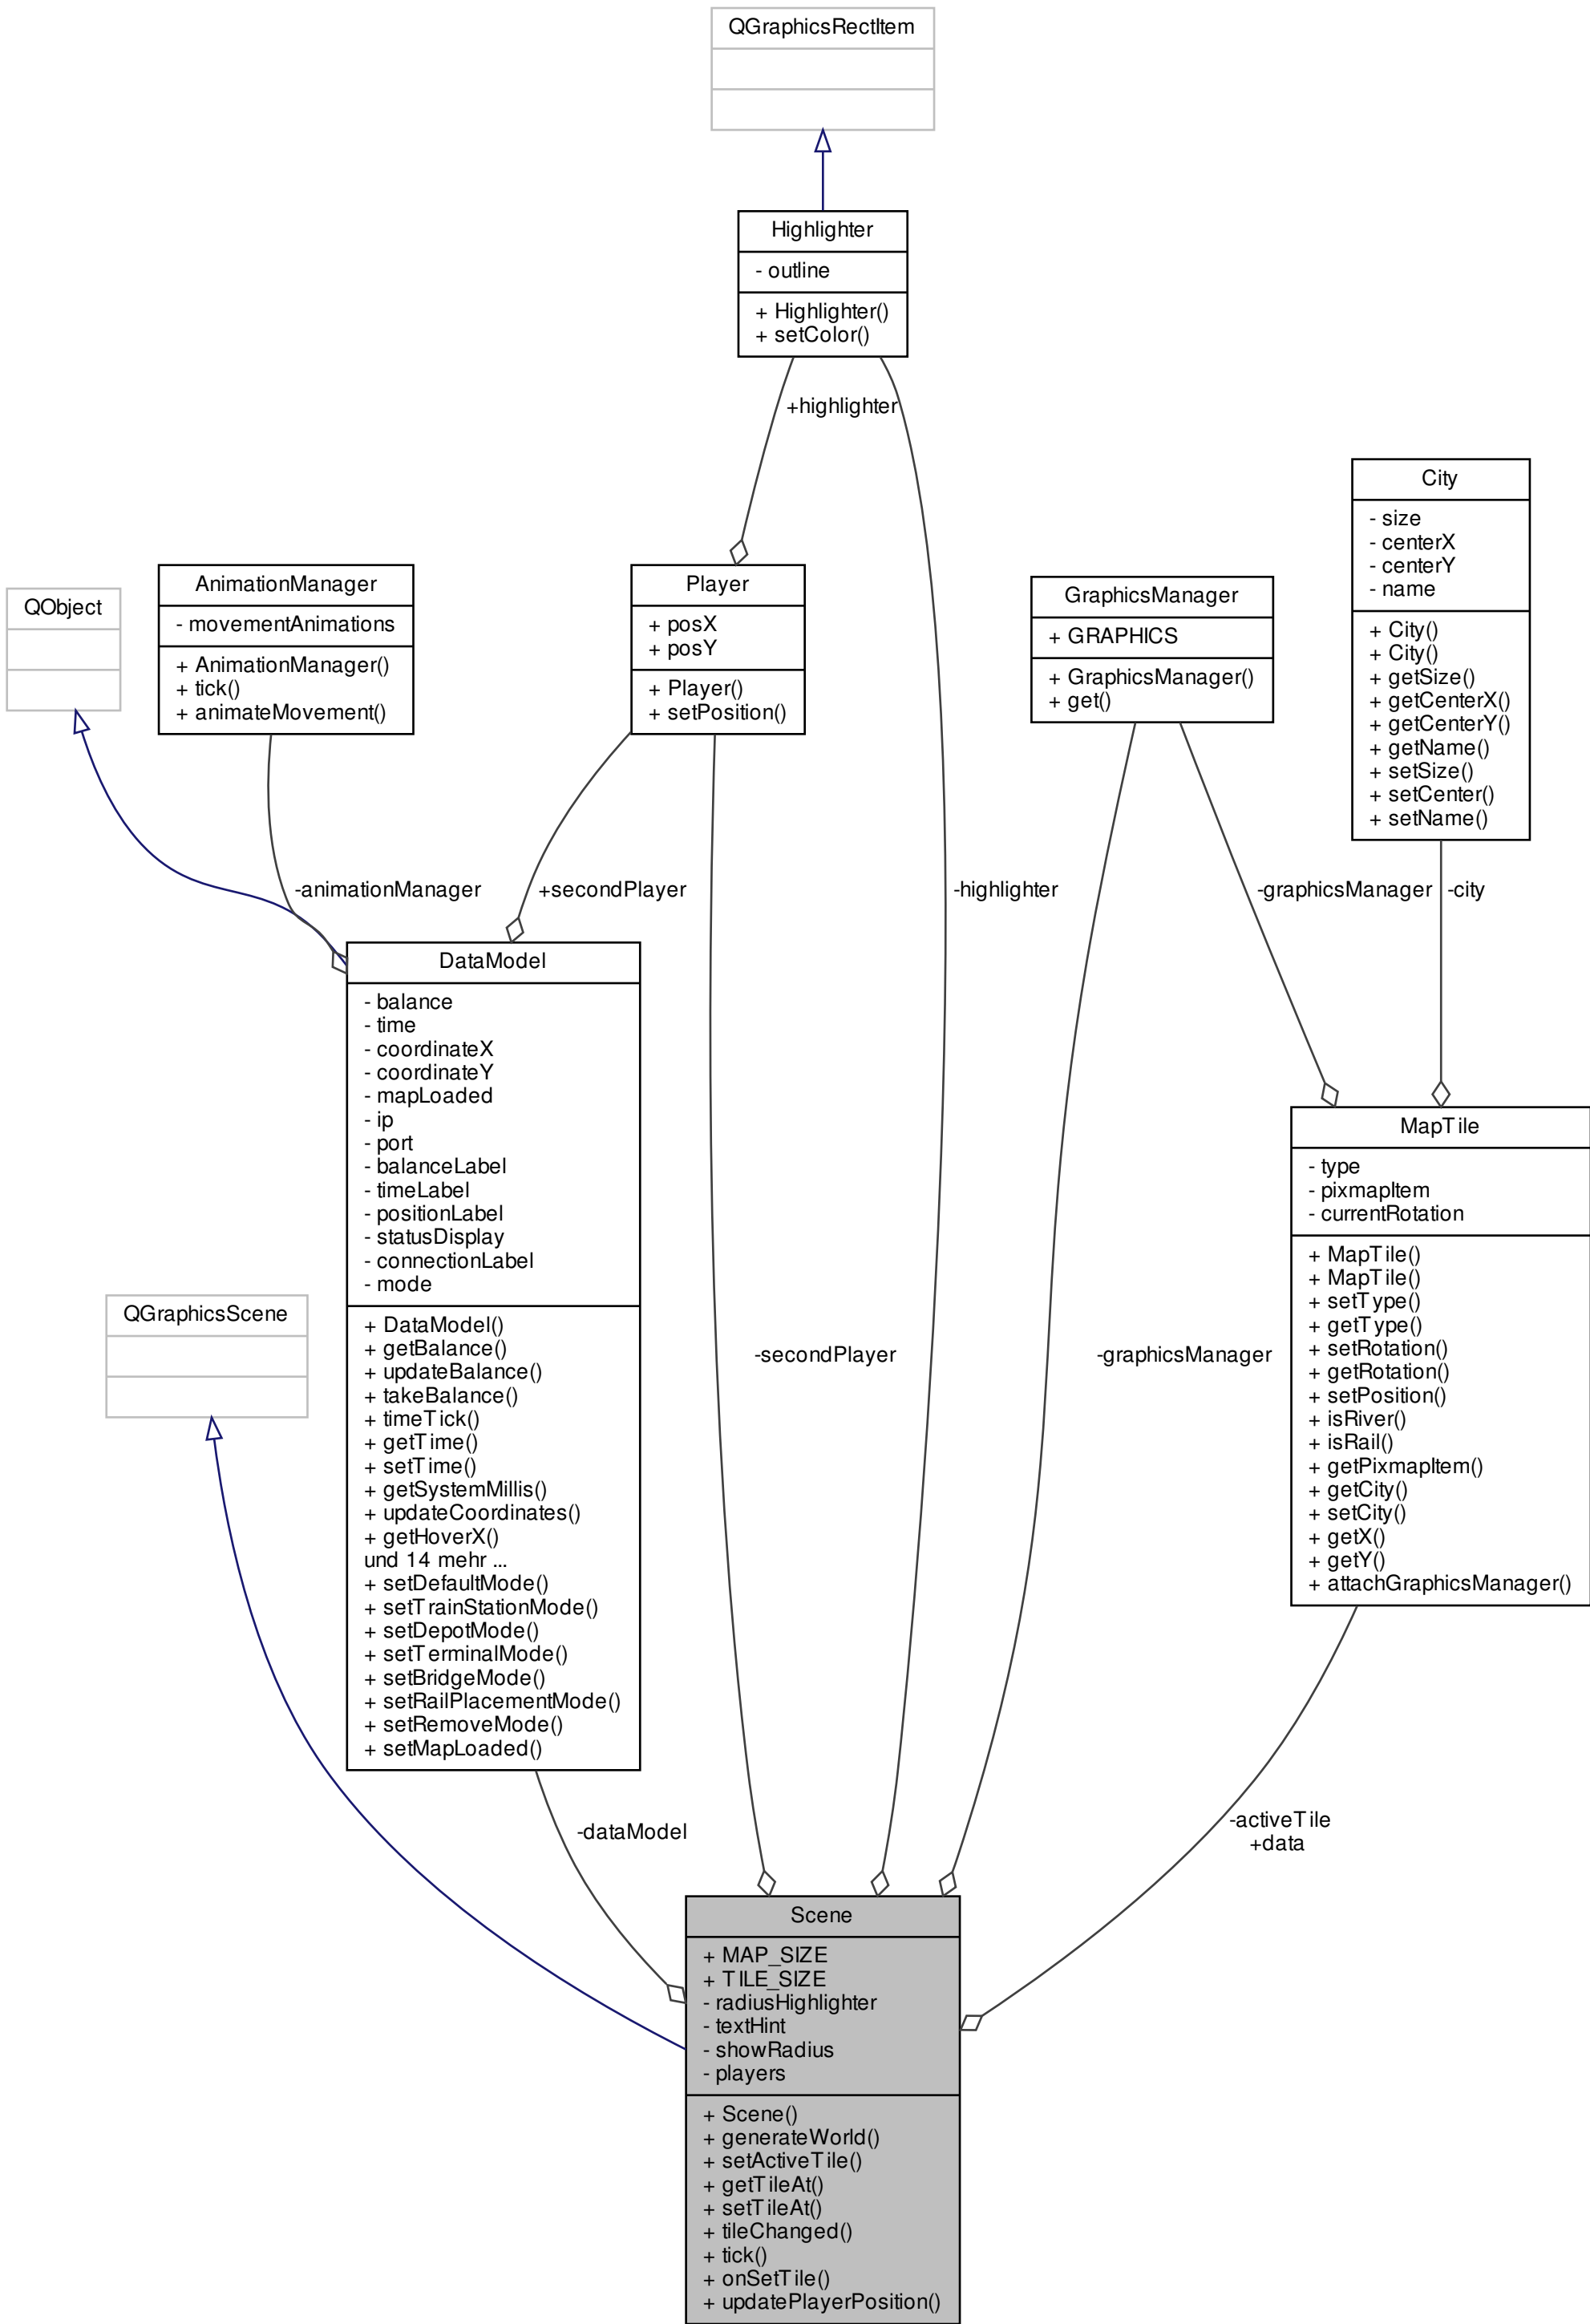 QGraphicsRectItem
Highlighter
- outline
+ Highlighter()
+ setColor()
+highlighter
City
- size
- centerX
- centerY
- name
+ City()
+ City()
+ getSize()
+ getCenterX()
+ getCenterY()
+ getName()
+ setSize()
+ setCenter()
+ setName()
QObject
AnimationManager
- movementAnimations
+ AnimationManager()
+ tick()
+ animateMovement()
Player
+ posX
+ posY
+ Player()
+ setPosition()
GraphicsManager
+ GRAPHICS
+ GraphicsManager()
+ get()
-animationManager
+secondPlayer
-highlighter
-graphicsManager
-city
DataModel
- balance
- time
- coordinateX
- coordinateY
- mapLoaded
- ip
- port
- balanceLabel
- timeLabel
- positionLabel
- statusDisplay
- connectionLabel
- mode
+ DataModel()
+ getBalance()
+ updateBalance()
+ takeBalance()
+ timeTick()
+ getTime()
+ setTime()
+ getSystemMillis()
+ updateCoordinates()
+ getHoverX()
und 14 mehr ...
+ setDefaultMode()
+ setTrainStationMode()
+ setDepotMode()
+ setTerminalMode()
+ setBridgeMode()
+ setRailPlacementMode()
+ setRemoveMode()
+ setMapLoaded()
MapTile
- type
- pixmapItem
- currentRotation
+ MapTile()
+ MapTile()
+ setType()
+ getType()
+ setRotation()
+ getRotation()
+ setPosition()
+ isRiver()
+ isRail()
+ getPixmapItem()
+ getCity()
+ setCity()
+ getX()
+ getY()
+ attachGraphicsManager()
QGraphicsScene
-secondPlayer
-graphicsManager
-dataModel
-activeTile
+data
Scene
+ MAP_SIZE
+ TILE_SIZE
- radiusHighlighter
- textHint
- showRadius
- players
+ Scene()
+ generateWorld()
+ setActiveTile()
+ getTileAt()
+ setTileAt()
+ tileChanged()
+ tick()
+ onSetTile()
+ updatePlayerPosition()